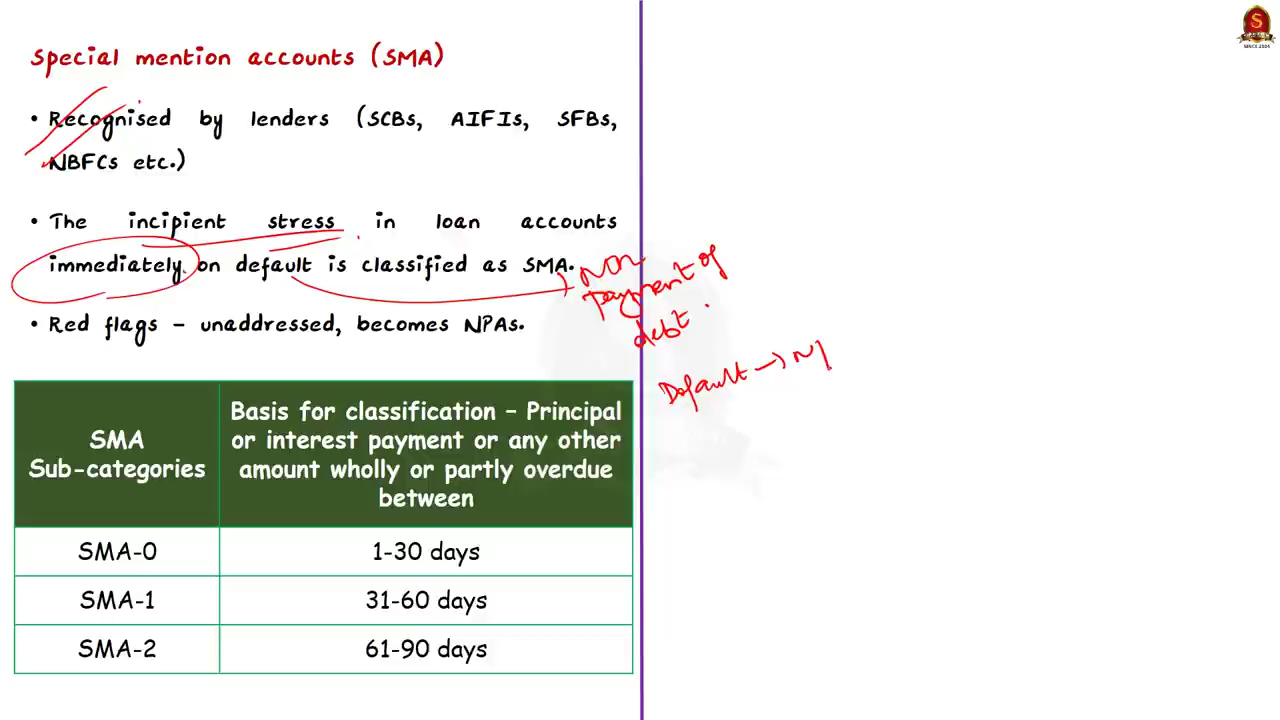 Special mention accounts (SMA)
• Recognised by lenders (SCBs, AIFIs, SFBs,
NBFCs etc.)
• The incipient stress in loan accounts
immediately on default is classified as SMA.
• Red flags – unaddressed, becomes NPAs.
Non
payment of
debt.
Default → N
SMA
Sub-categories
Basis for classification – Principal
or interest payment or any other
amount wholly or partly overdue
between
SMA-0
1-30 days
SMA-1
31-60 days
SMA-2
61-90 days
S
SINCE 2004